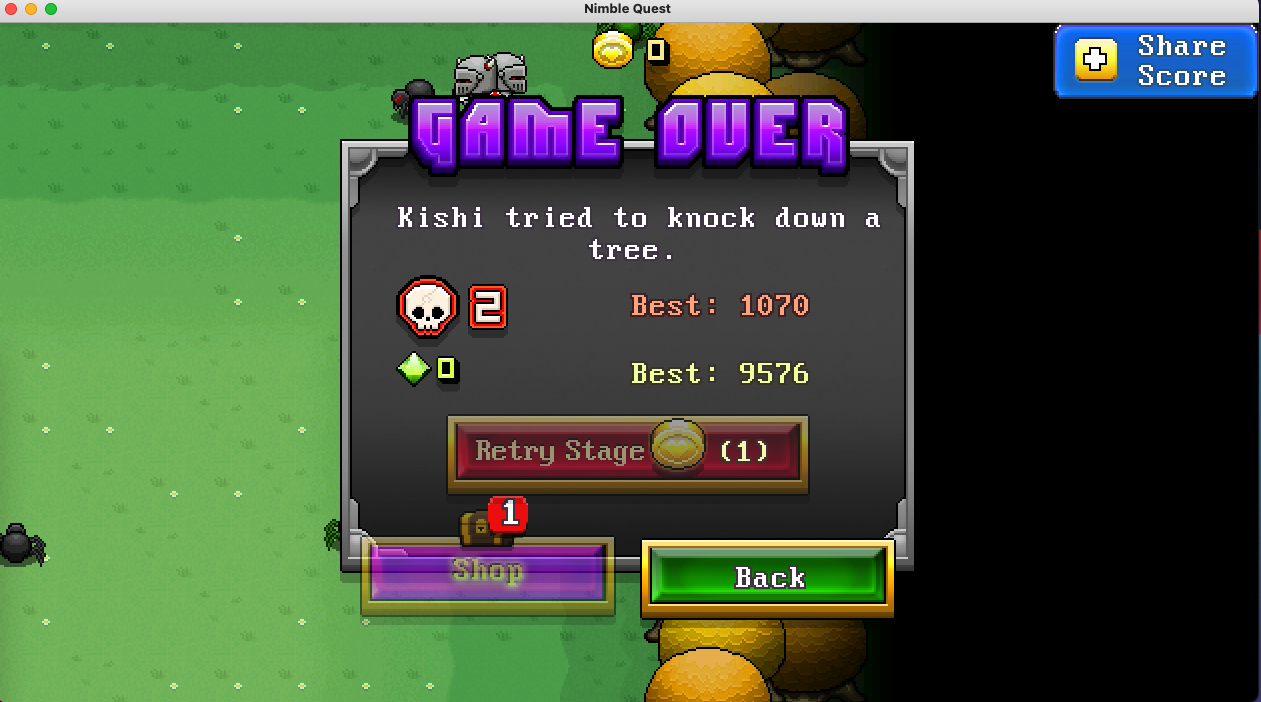 Nimble Quest
0
Share
Score
GAME OVER
Kishi tried to knock down a
tree.
2
Best: 1070
0
Best: 9576
Retry Stage (1)
1
Shop
Back